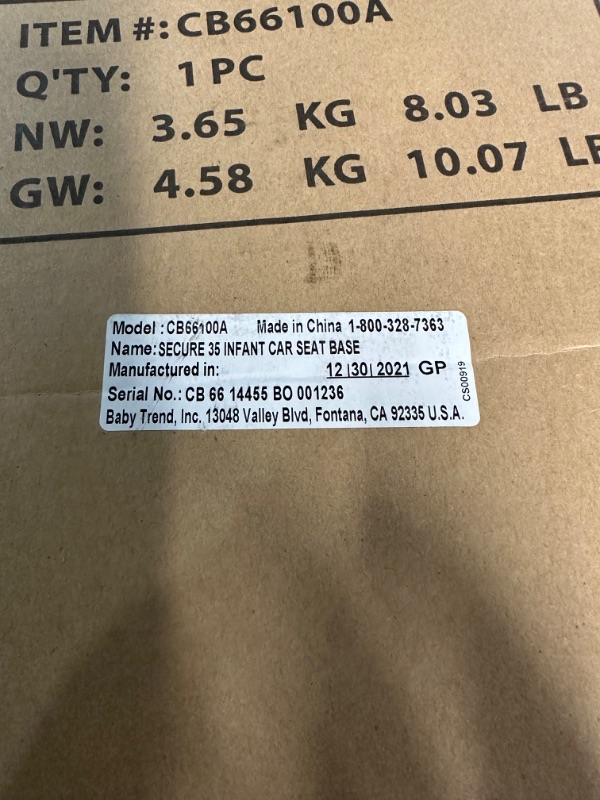 ITEM #: CB66100A
Q'TY: 1 PC
NW: 3.65 KG 8.03 LB
GW: 4.58 KG 10.07 LB
Model : CB66100A Made in China 1-800-328-7363
Name: SECURE 35 INFANT CAR SEAT BASE
Manufactured in: 12 |30| 2021 GP
Serial No.: CB 66 14455 BO 001236
Baby Trend, Inc. 13048 Valley Blvd, Fontana, CA 92335 U.S.A.
CS00919